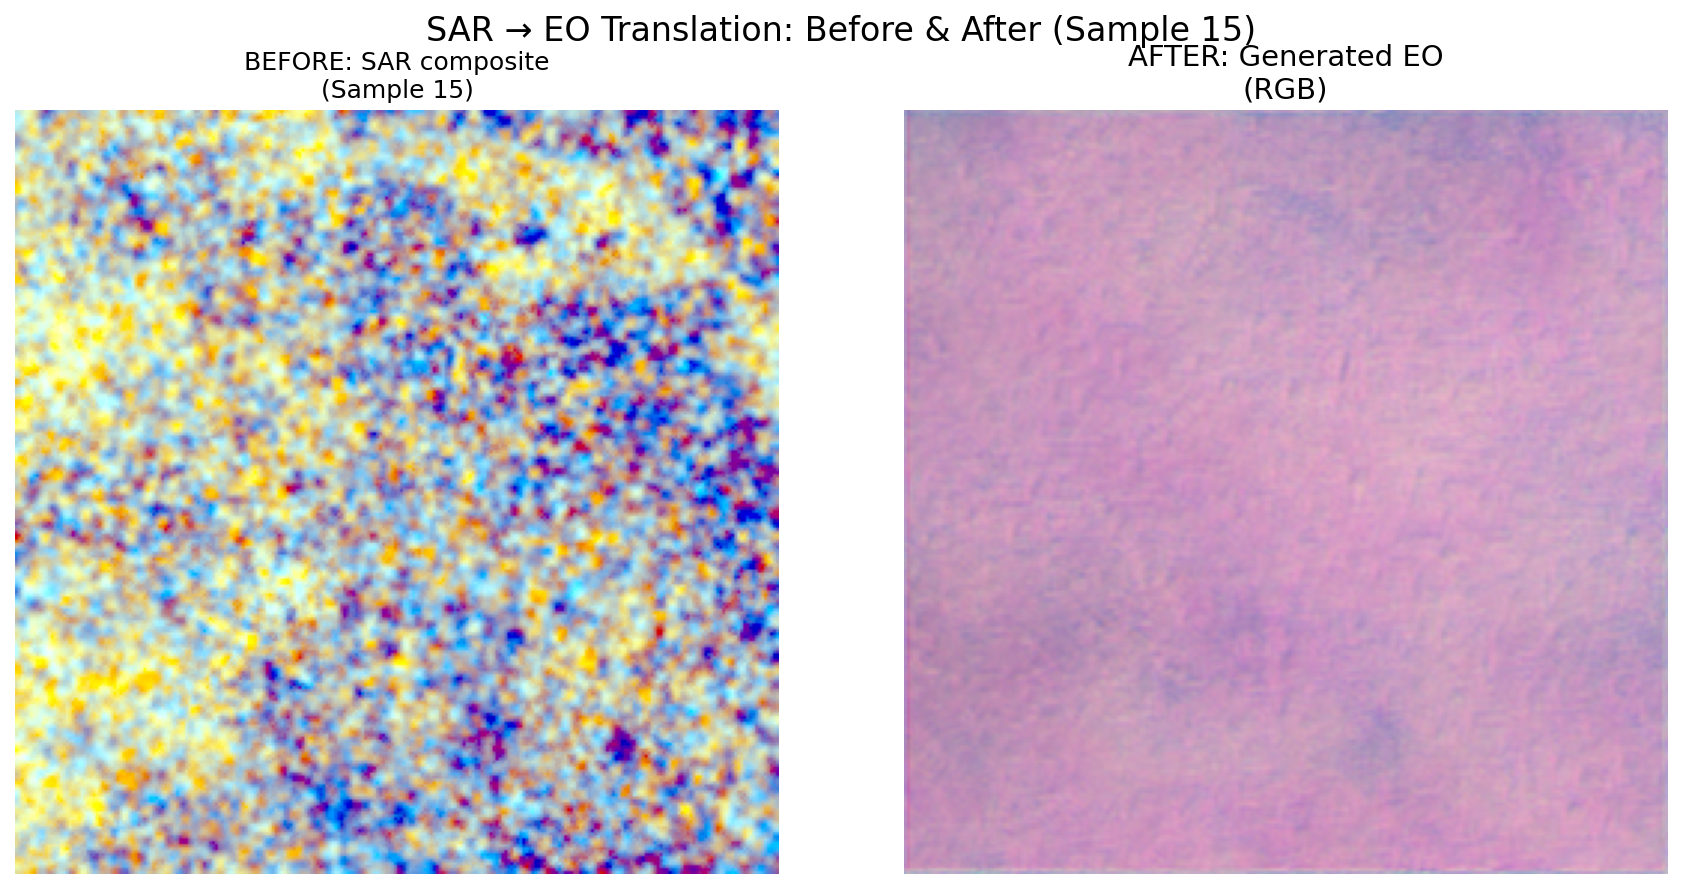 SAR → EO Translation: Before & After (Sample 15)
BEFORE: SAR composite
(Sample 15)
AFTER: Generated EO
(RGB)